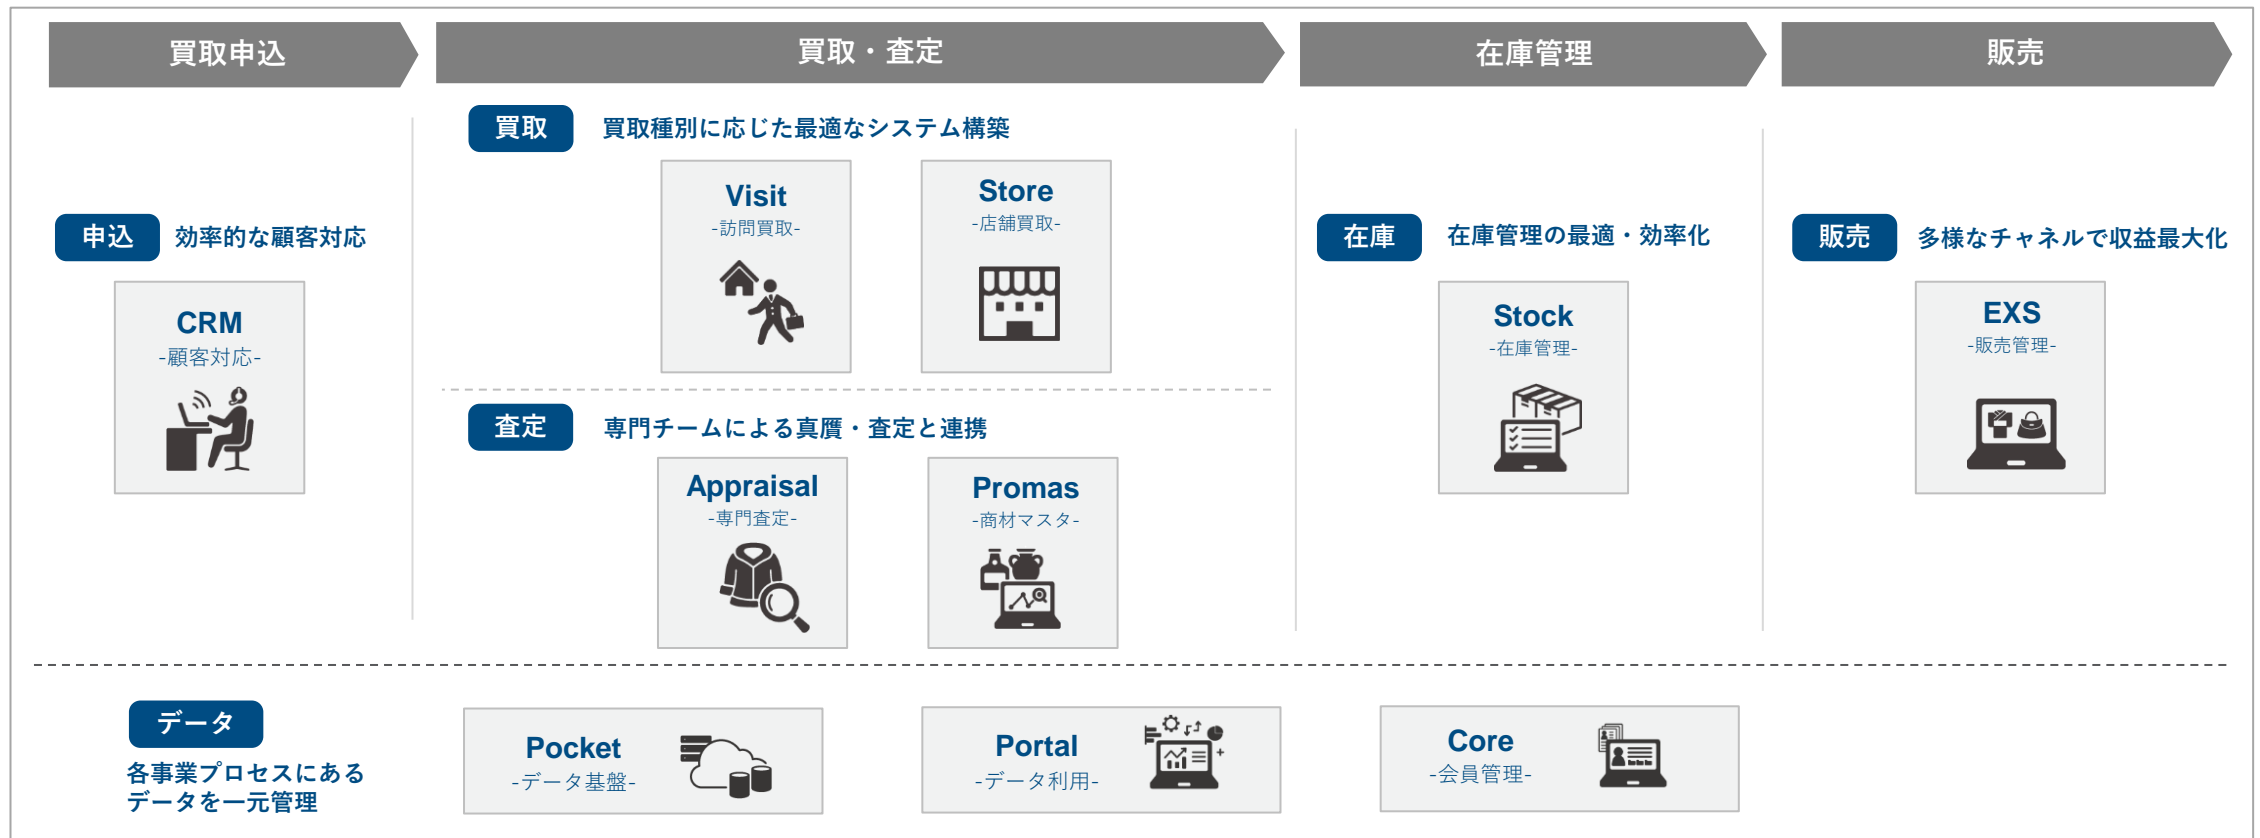 買取申込
買取・査定
在庫管理
販売
申込
効率的な顧客対応
CRM
-顧客対応-
買取
買取種別に応じた最適なシステム構築
Visit
-訪問買取-
Store
-店舗買取-
査定
専門チームによる真贋・査定と連携
Appraisal
-専門査定-
Promas
-商材マスタ-
在庫
在庫管理の最適・効率化
Stock
-在庫管理-
販売
多様なチャネルで収益最大化
EXS
-販売管理-
データ
各事業プロセスにある
データを一元管理
Pocket
-データ基盤-
Portal
-データ利用-
Core
-会員管理-